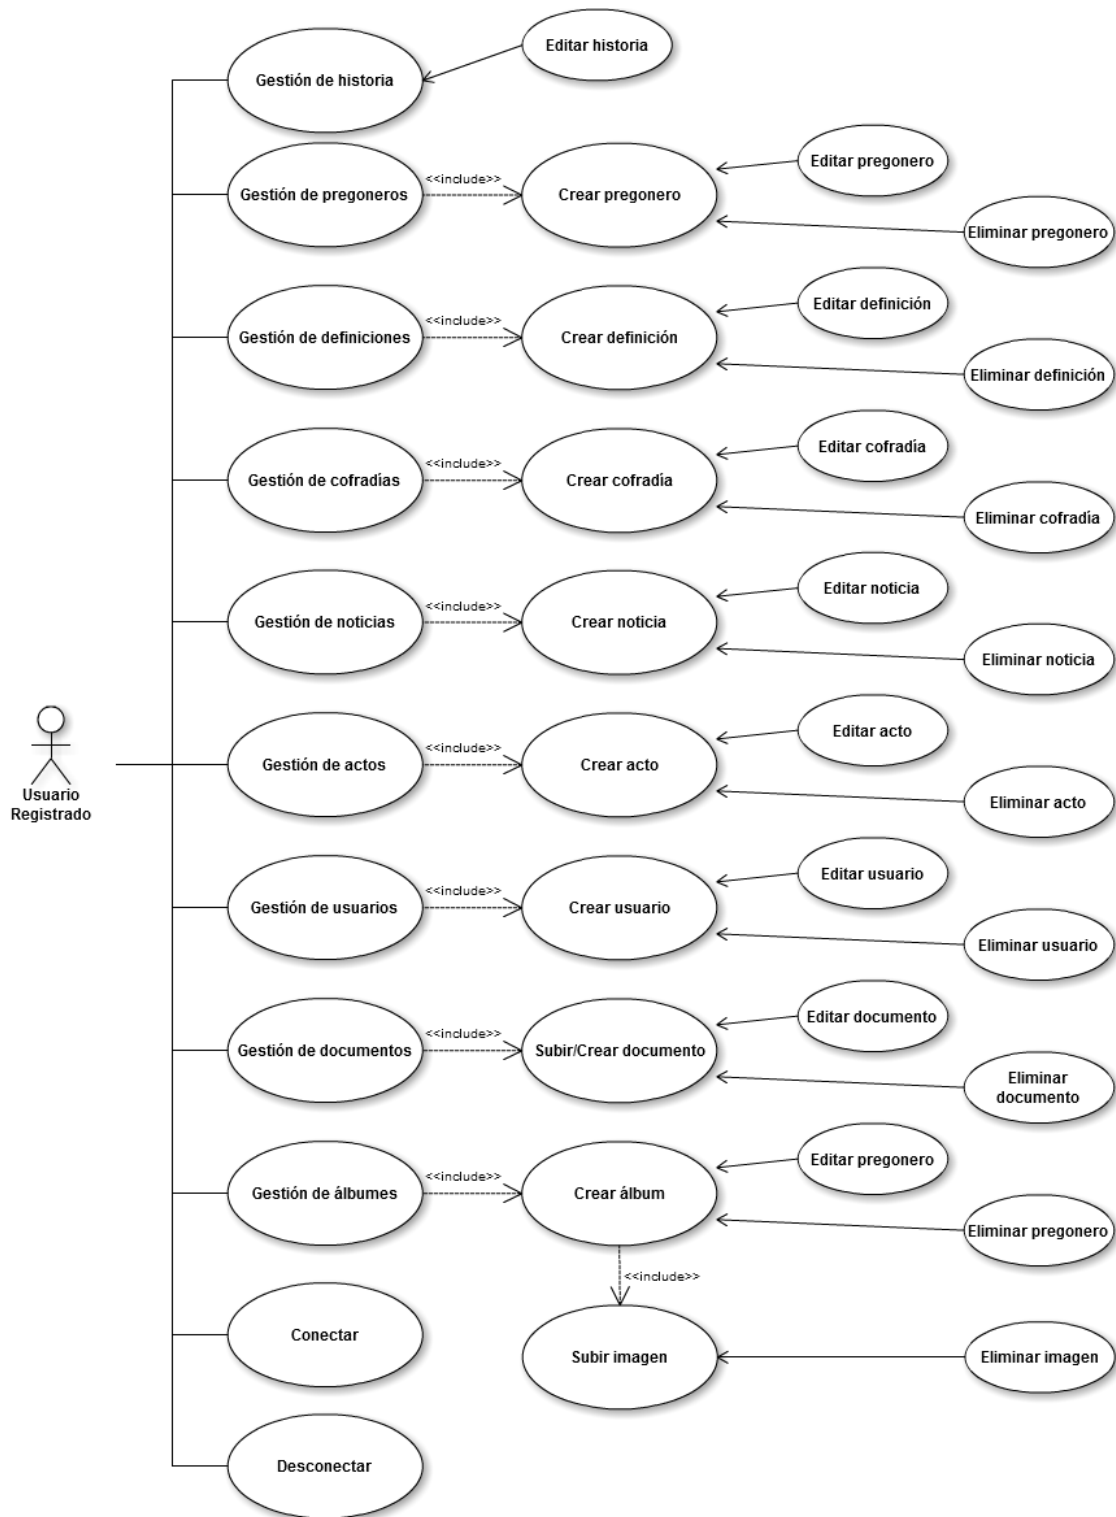 Editar historia
Gestión de historia
Editar pregonero
<<include>>
Gestión de pregoneros
Crear pregonero
Eliminar pregonero
Editar definición
<<include>>
Gestión de definiciones
Crear definición
Eliminar definición
Editar cofradía
<<include>>
Gestión de cofradías
Crear cofradía
Eliminar cofradía
Editar noticia
<<include>>
Gestión de noticias
Crear noticia
Eliminar noticia
Usuario
Registrado
Editar acto
<<include>>
Gestión de actos
Crear acto
Eliminar acto
Editar usuario
<<include>>
Gestión de usuarios
Crear usuario
Eliminar usuario
Editar documento
<<include>>
Gestión de documentos
Subir/Crear documento
Eliminar
documento
Editar pregonero
<<include>>
Gestión de álbumes
Crear álbum
Eliminar pregonero
<<include>>
Conectar
Subir imagen
Eliminar imagen
Desconectar